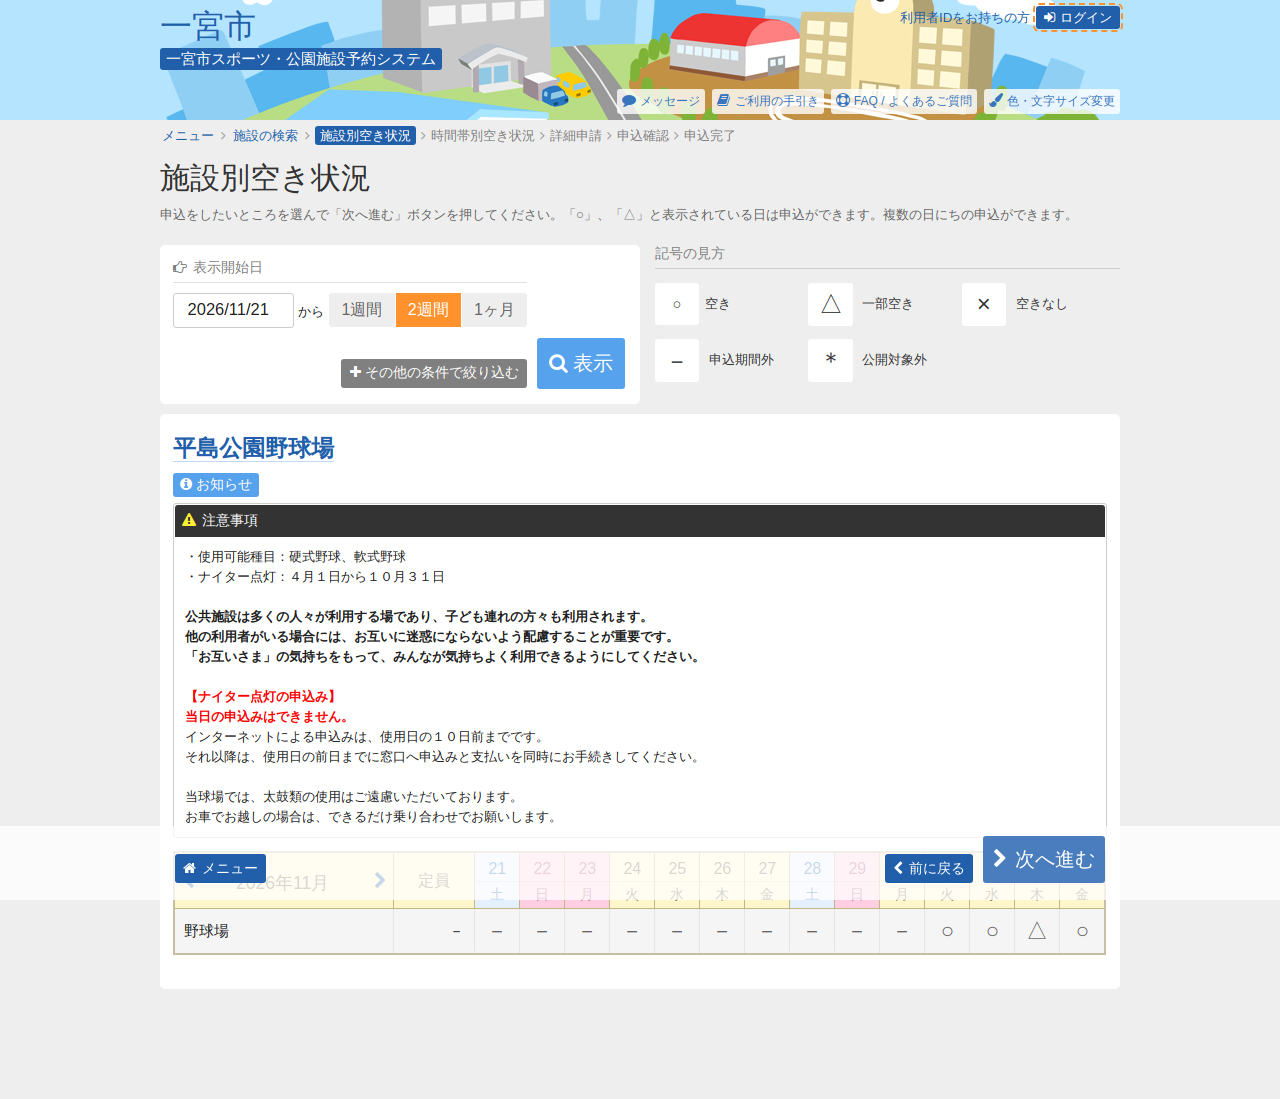 一宮市
利用者IDをお持ちの方 ログイン
一宮市スポーツ・公園施設予約システム
メッセージ ご利用の手引き FAQ / よくあるご質問 色・文字サイズ変更
メニュー > 施設の検索 > 施設別空き状況 > 時間帯別空き状況 > 詳細申請 > 申込確認 > 申込完了
施設別空き状況
申込をしたいところを選んで「次へ進む」ボタンを押してください。「○」、「△」と表示されている日は申込ができます。複数の日にちの申込ができます。
表示開始日
2026/11/21 から 1週間 2週間 1ヶ月
その他の条件で絞り込む 表示
記号の見方
○ 空き △ 一部空き × 空きなし
− 申込期間外 * 公開対象外
平島公園野球場
お知らせ
注意事項
・使用可能種目：硬式野球、軟式野球
・ナイター点灯：４月１日から１０月３１日
公共施設は多くの人々が利用する場であり、子ども連れの方々も利用されます。
他の利用者がいる場合には、お互いに迷惑にならないよう配慮することが重要です。
「お互いさま」の気持ちをもって、みんなが気持ちよく利用できるようにしてください。
【ナイター点灯の申込み】
当日の申込みはできません。
インターネットによる申込みは、使用日の１０日前までです。
それ以降は、使用日の前日までに窓口へ申込みと支払いを同時にお手続きしてください。
当球場では、太鼓類の使用はご遠慮いただいております。
お車でお越しの場合は、できるだけ乗り合わせでお願いします。
メニュー 前に戻る 次へ進む
2026年11月 定員 21 22 23 24 25 26 27 28 29
土 日 月 火 水 木 金 土 日 月 火 水 木 金
野球場 - − − − − − − − − − − ○ ○ △ ○